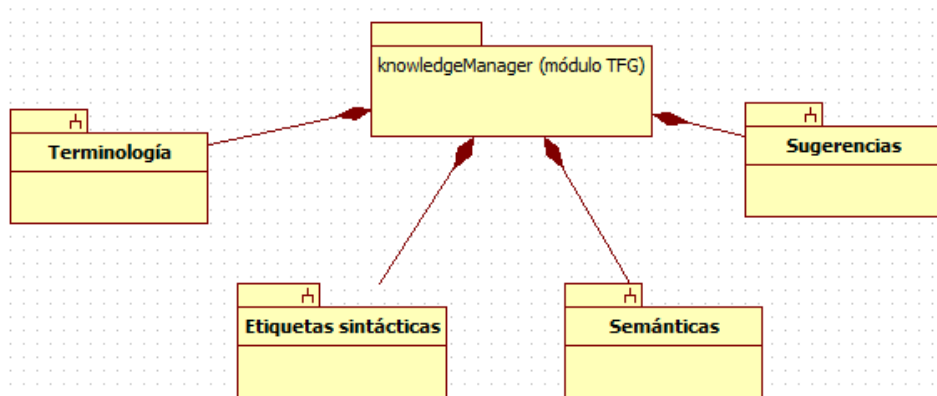 knowledgeManager (módulo TFG)
Terminología
Sugerencias
Etiquetas sintácticas
Semánticas